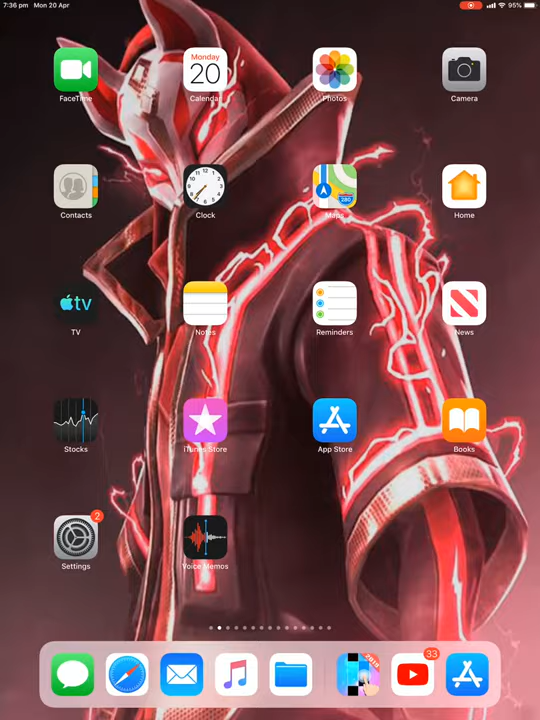 7:36 pm Mon 20 Apr
95%
Monday
20
FaceTime
Calendar
Photos
Camera
Contacts
Clock
Maps
Home
280
tv
TV
Notes
Reminders
News
Stocks
iTunes Store
App Store
Books
2
Settings
Voice Memos
2019
33